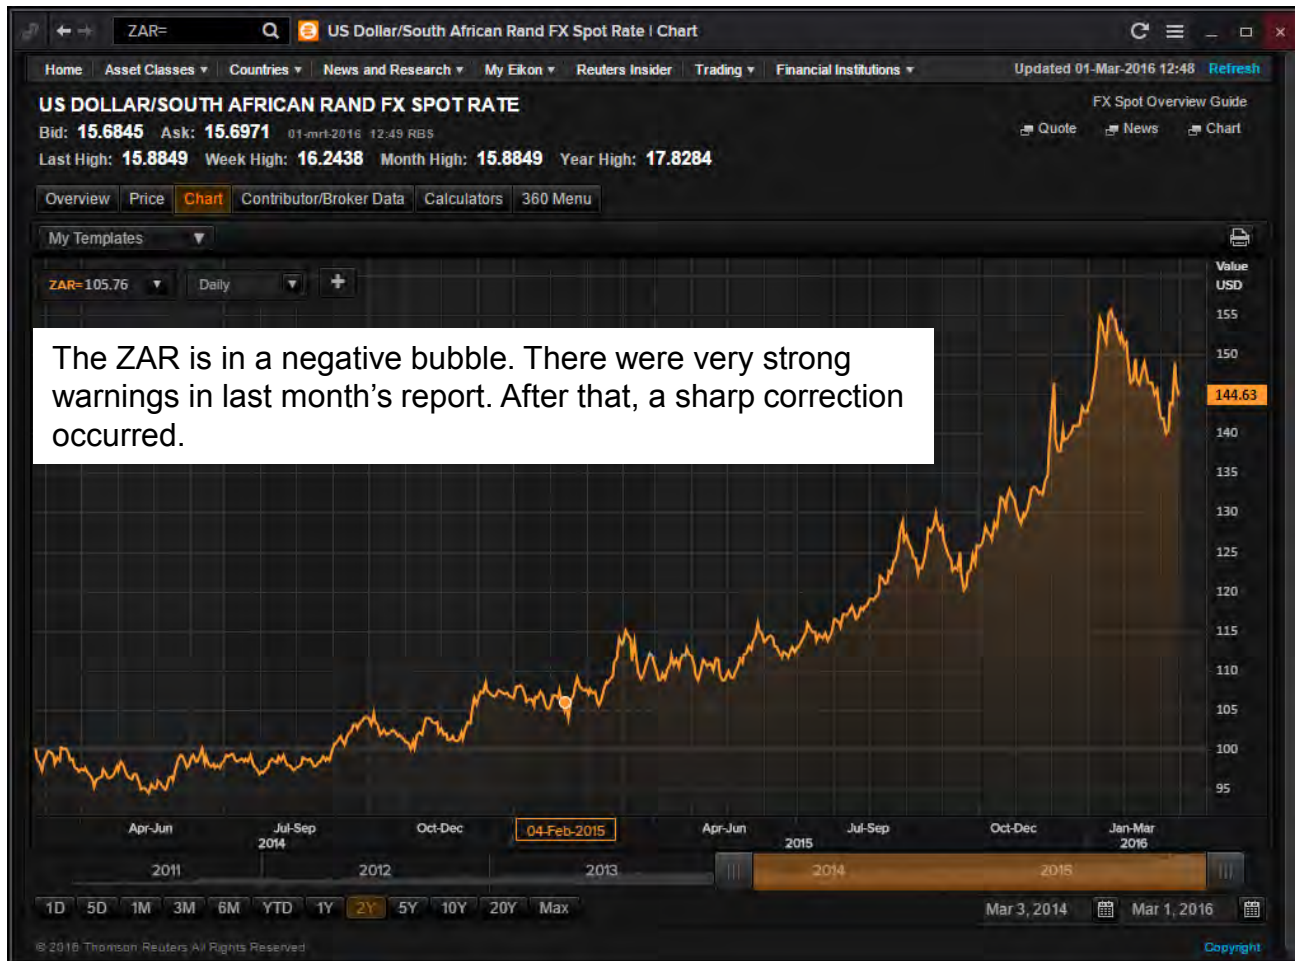 ZAR= US Dollar/South African Rand FX Spot Rate | Chart
Home Asset Classes Countries News and Research My Eikon Reuters Insider Trading Financial Institutions Updated 01-Mar-2016 12:48 Refresh
US DOLLAR/SOUTH AFRICAN RAND FX SPOT RATE FX Spot Overview Guide
Bid: 15.6845 Ask: 15.6971 01-mrt-2016 12:49 RBS Quote News Chart
Last High: 15.8849 Week High: 16.2438 Month High: 15.8849 Year High: 17.8284
Overview Price Chart Contributor/Broker Data Calculators 360 Menu
My Templates
Value
ZAR=105.76 Daily USD
155
The ZAR is in a negative bubble. There were very strong
warnings in last month's report. After that, a sharp correction
occurred.
150
144.63
140
135
130
125
120
115
110
105
100
95
Apr-Jun Jul-Sep Oct-Dec 04-Feb-2015 Apr-Jun Jul-Sep Oct-Dec Jan-Mar
2014 2015 2016
2011 2012 2013 2014 2015
1D 5D 1M 3M 6M YTD 1Y 2Y 5Y 10Y 20Y Max Mar 3, 2014 Mar 1, 2016
© 2016 Thomson Reuters All Rights Reserved Copyright